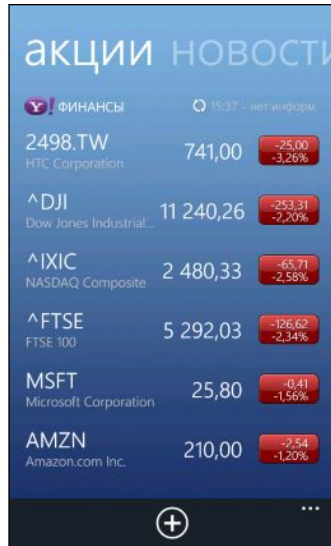 акции новости
Y! ФИНАНСЫ 15:37 - нет информ.
2498.TW 741,00 -25,00
HTC Corporation -3,26%
^DJI 11 240,26 -253,31
Dow Jones Industrial... -2,20%
^IXIC 2 480,33 -65,71
NASDAQ Composite -2,58%
^FTSE 5 292,03 -126,62
FTSE 100 -2,34%
MSFT 25,80 -0,41
Microsoft Corporation -1,56%
AMZN 210,00 -2,54
Amazon.com Inc. -1,20%